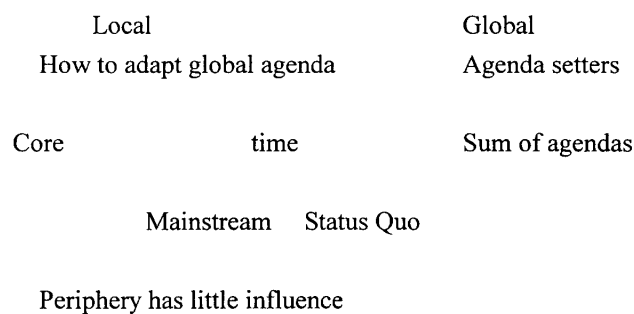 Local Global
How to adapt global agenda Agenda setters
Core time Sum of agendas
Mainstream Status Quo
Periphery has little influence